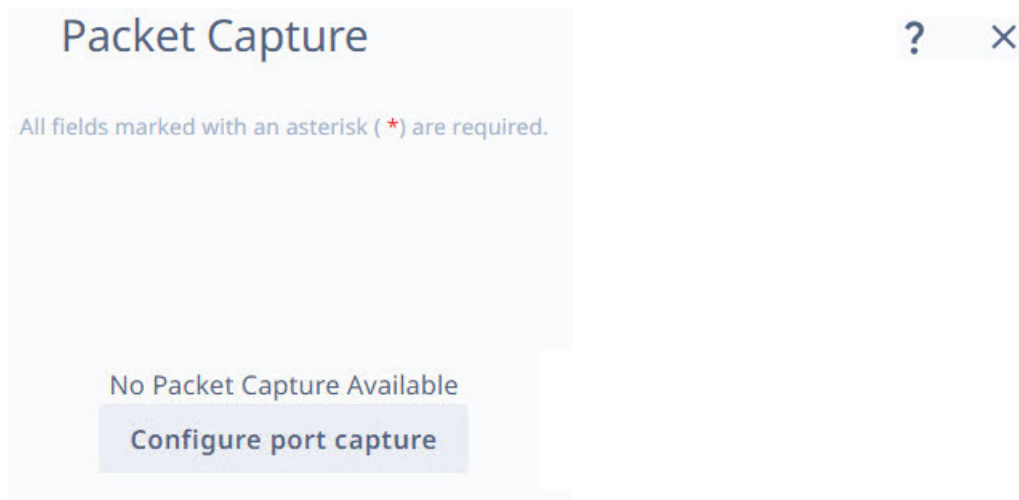 Packet Capture
?
All fields marked with an asterisk ( *) are required.
No Packet Capture Available
Configure port capture